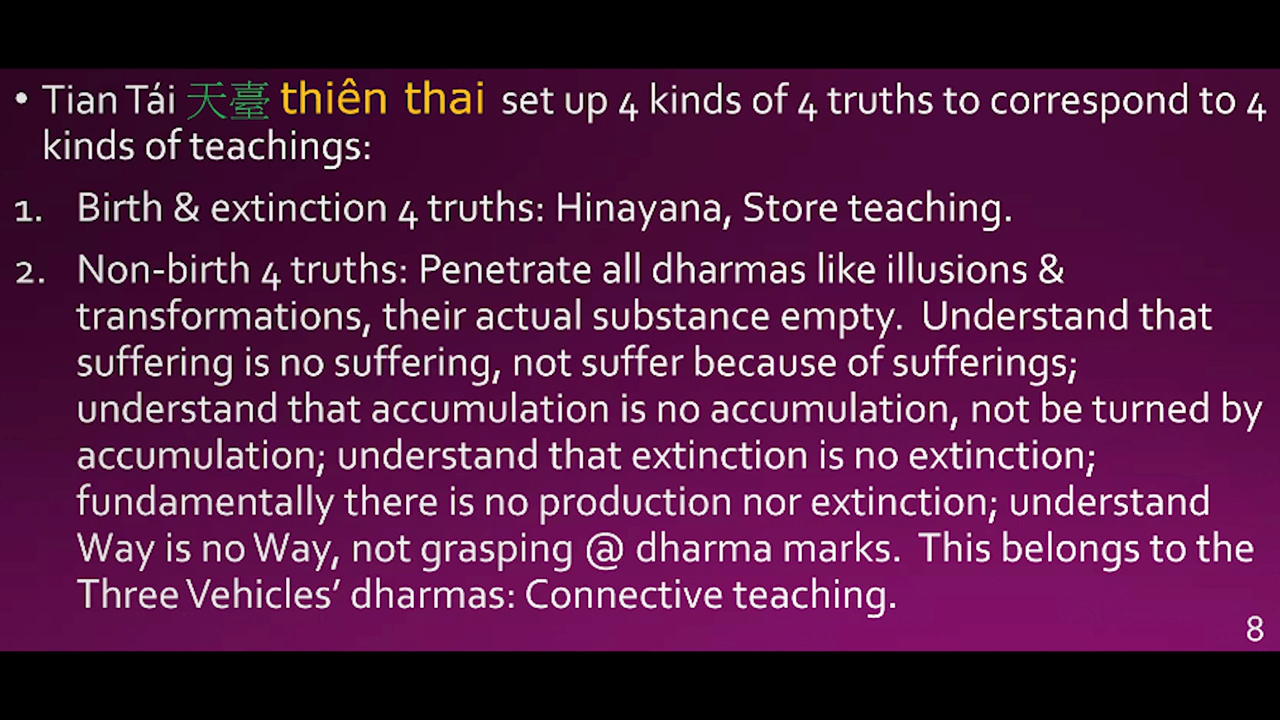 • Tian Tái 天臺 thiên thai set up 4 kinds of 4 truths to correspond to 4
kinds of teachings:
1. Birth & extinction 4 truths: Hinayana, Store teaching.
2. Non-birth 4 truths: Penetrate all dharmas like illusions &
transformations, their actual substance empty. Understand that
suffering is no suffering, not suffer because of sufferings;
understand that accumulation is no accumulation, not be turned by
accumulation; understand that extinction is no extinction;
fundamentally there is no production nor extinction; understand
Way is no Way, not grasping @ dharma marks. This belongs to the
Three Vehicles’ dharmas: Connective teaching.
8